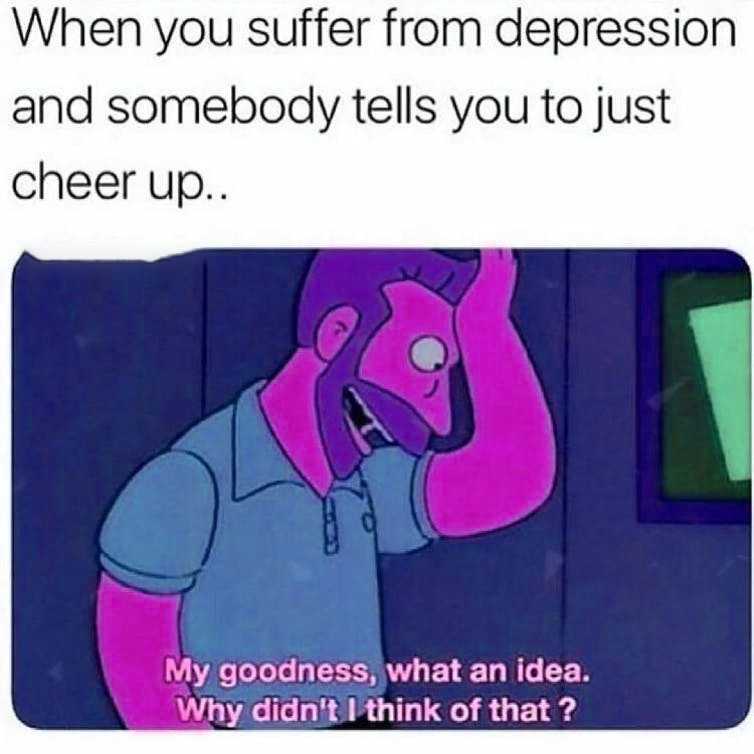 When you suffer from depression
and somebody tells you to just
cheer up..
My goodness, what an idea.
Why didn't I think of that ?